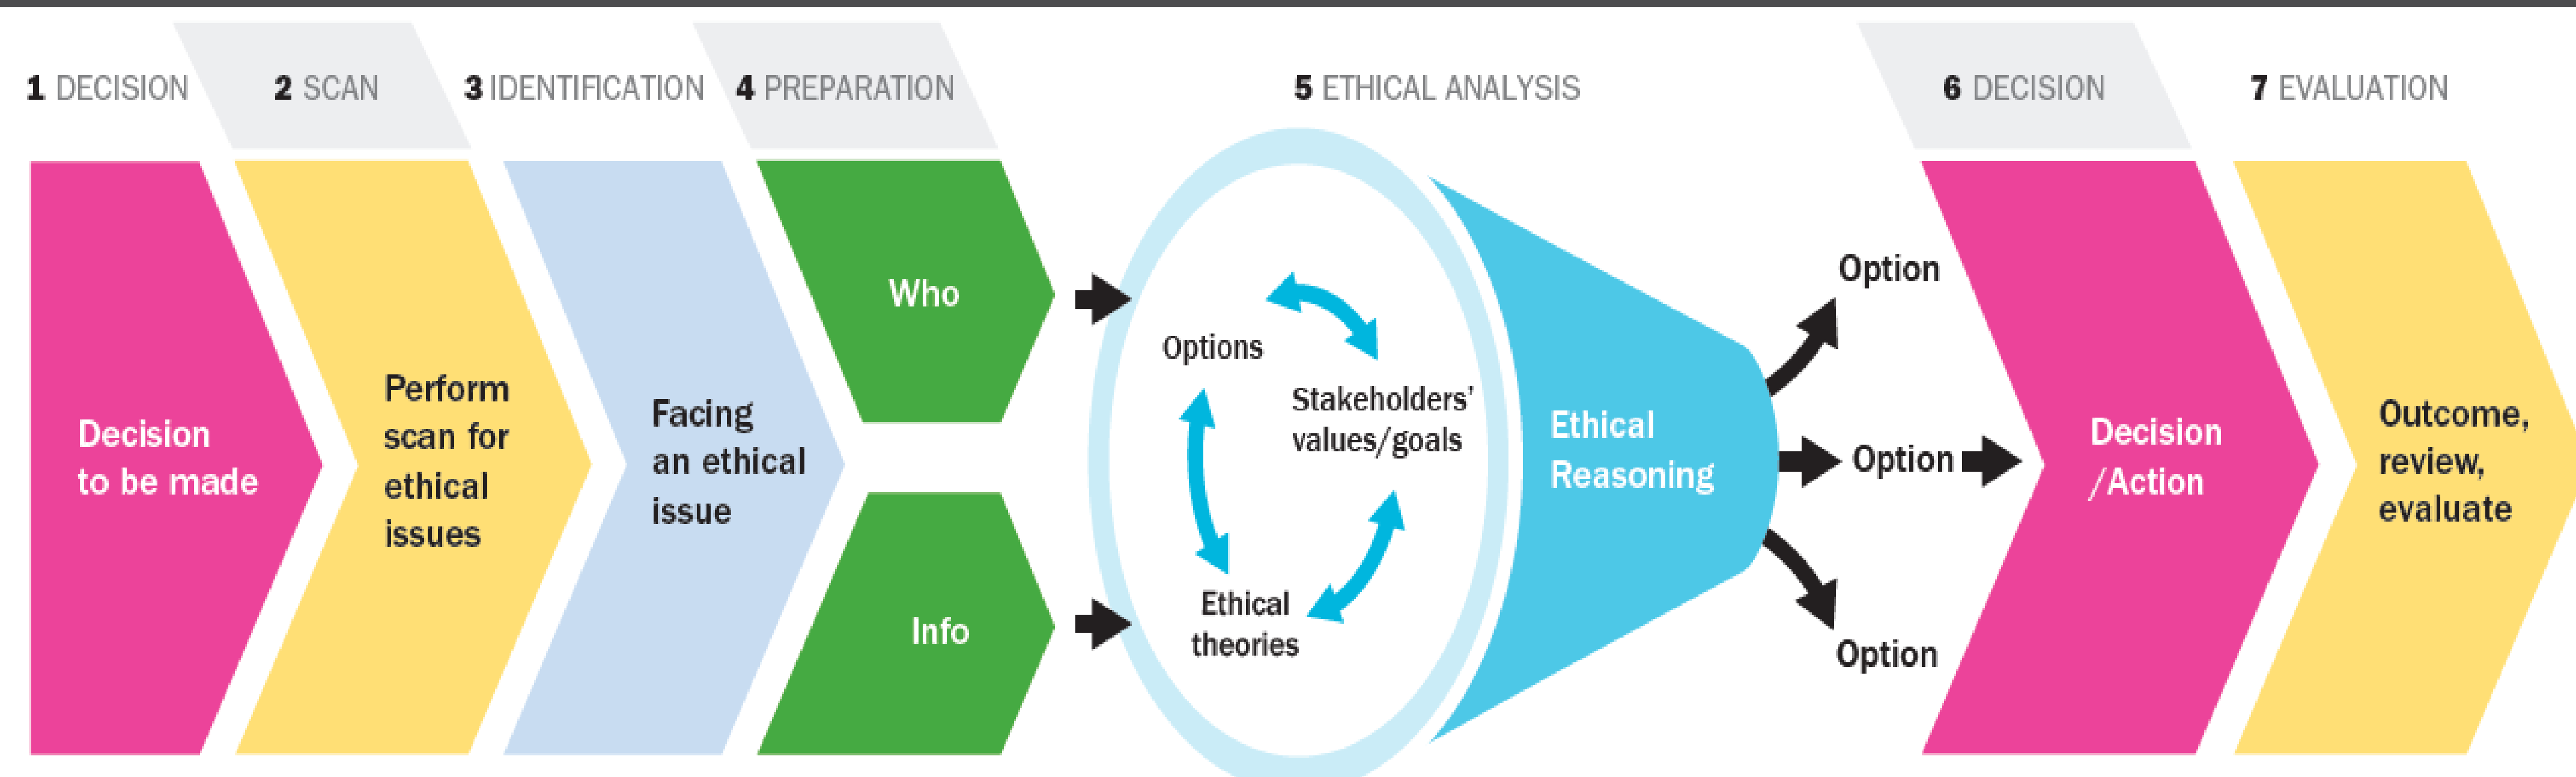 1 DECISION
2 SCAN
3 IDENTIFICATION
4 PREPARATION
5 ETHICAL ANALYSIS
6 DECISION
7 EVALUATION
Decision
to be made
Perform
scan for
ethical
issues
Facing
an ethical
issue
Who
Info
Options
Stakeholders'
values/goals
Ethical
theories
Ethical
Reasoning
Option
Option
Option
Decision
/Action
Outcome,
review,
evaluate